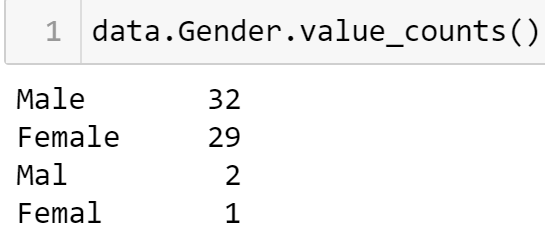 1 data.Gender.value_counts()
Male 32
Female 29
Mal 2
Femal 1